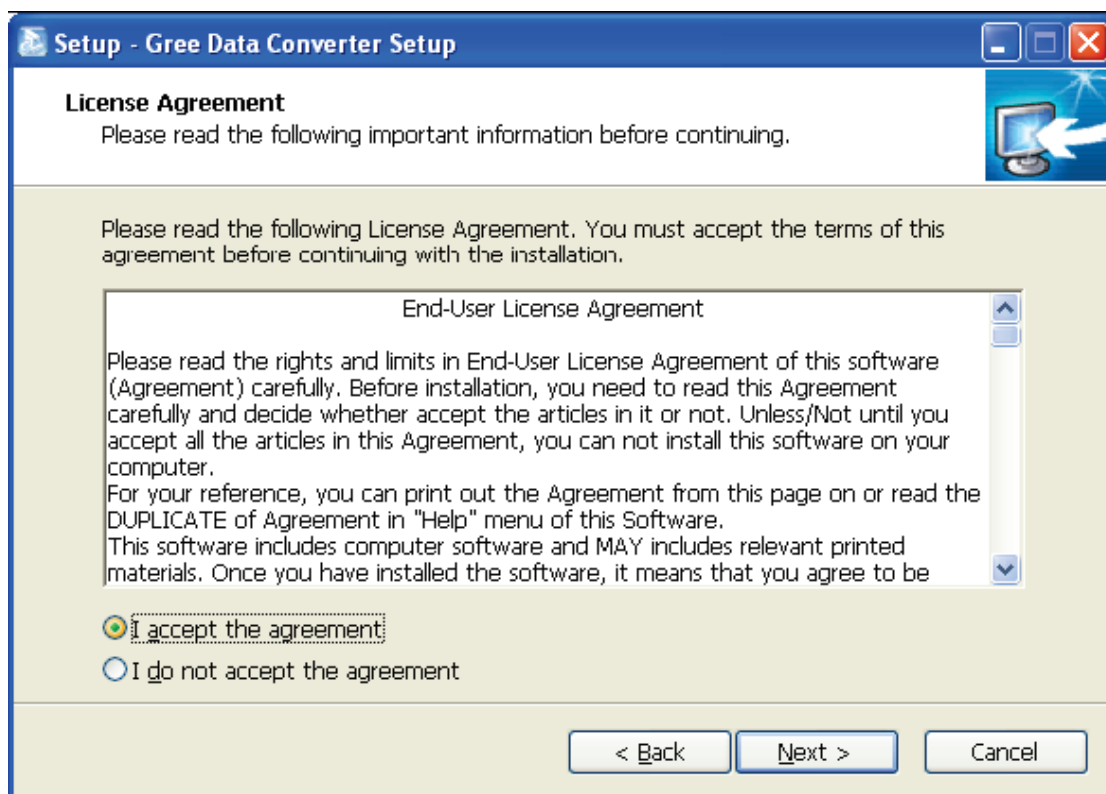 Setup - Gree Data Converter Setup
License Agreement
Please read the following important information before continuing.
Please read the following License Agreement. You must accept the terms of this
agreement before continuing with the installation.
End-User License Agreement
Please read the rights and limits in End-User License Agreement of this software
(Agreement) carefully. Before installation, you need to read this Agreement
carefully and decide whether accept the articles in it or not. Unless/Not until you
accept all the articles in this Agreement, you can not install this software on your
computer.
For your reference, you can print out the Agreement from this page on or read the
DUPLICATE of Agreement in "Help" menu of this Software.
This software includes computer software and MAY includes relevant printed
materials. Once you have installed the software, it means that you agree to be
I accept the agreement
I do not accept the agreement
< Back Next > Cancel